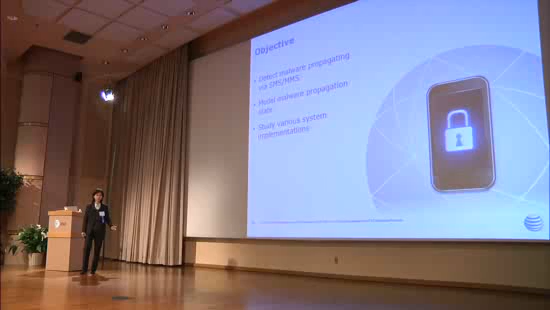 Objective
• Detect malware propagating
via SMS/MMS.
• Model malware propagation
stats
• Study various system
implementations